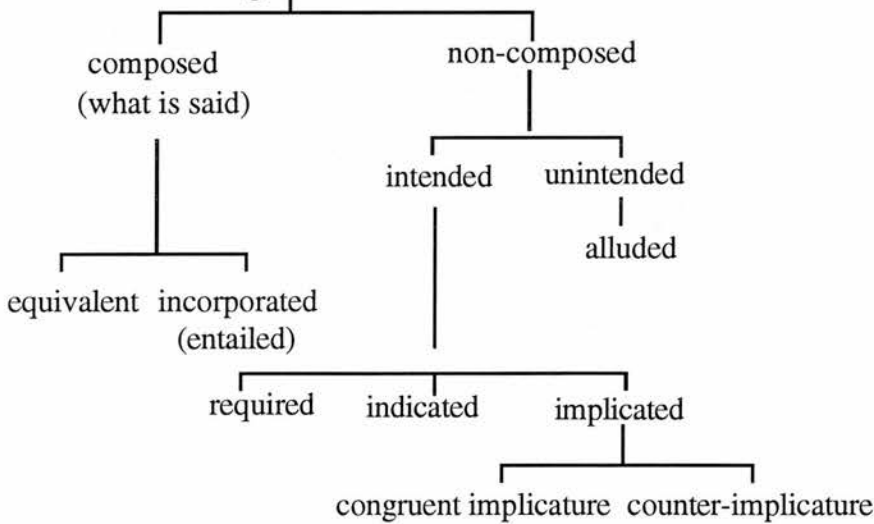 composed
(what is said)
non-composed
intended
unintended
alluded
equivalent
incorporated
(entailed)
required
indicated
implicated
congruent implicature
counter-implicature